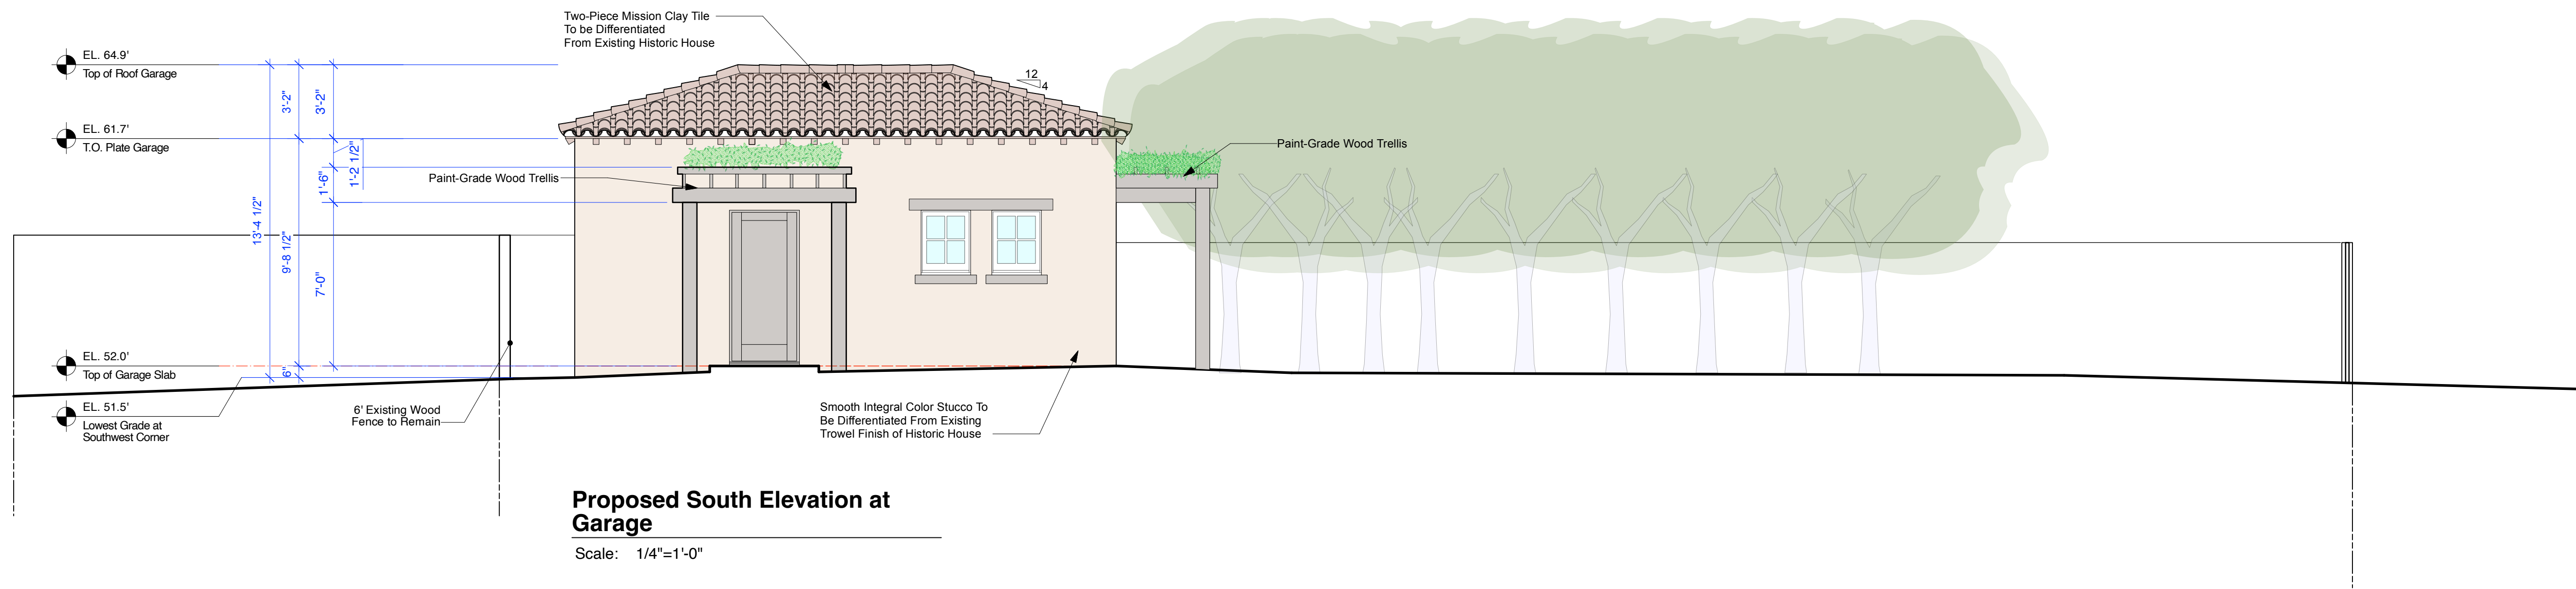 Two-Piece Mission Clay Tile
To be Differentiated
From Existing Historic House
EL. 64.9'
Top of Roof Garage
12
4
3'-2"
3'-2"
EL. 61.7'
T.O. Plate Garage
1'-2 1/2"
1'-6"
Paint-Grade Wood Trellis
Paint-Grade Wood Trellis
13'-4 1/2"
9'-8 1/2"
7'-0"
EL. 52.0'
Top of Garage Slab
6"
EL. 51.5'
Lowest Grade at
Southwest Corner
6' Existing Wood
Fence to Remain
Smooth Integral Color Stucco To
Be Differentiated From Existing
Trowel Finish of Historic House
Proposed South Elevation at
Garage
Scale: 1/4"=1'-0"